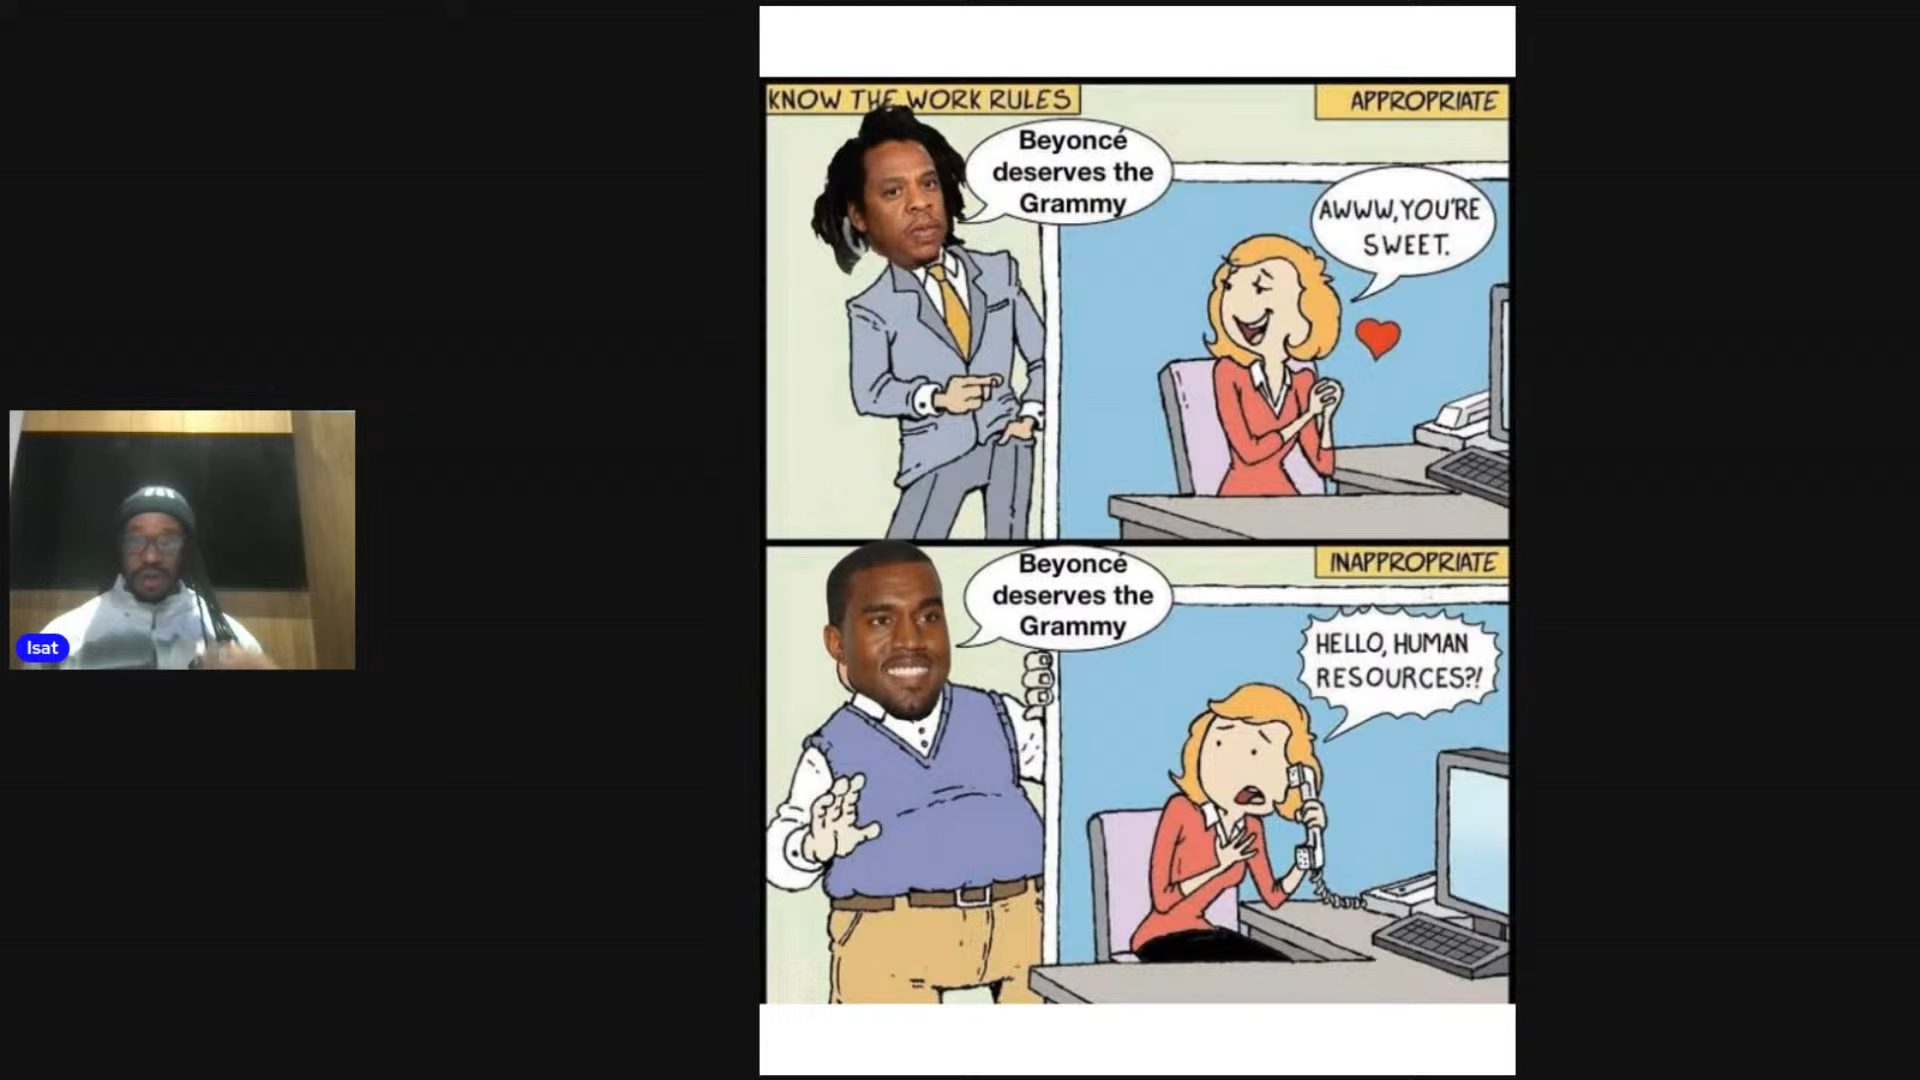 KNOW THE WORK RULES
APPROPRIATE
Beyoncé
deserves the
Grammy
AWWW, YOU'RE
SWEET.
Beyoncé
deserves the
Grammy
INAPPROPRIATE
HELLO, HUMAN
RESOURCES?!
Isat